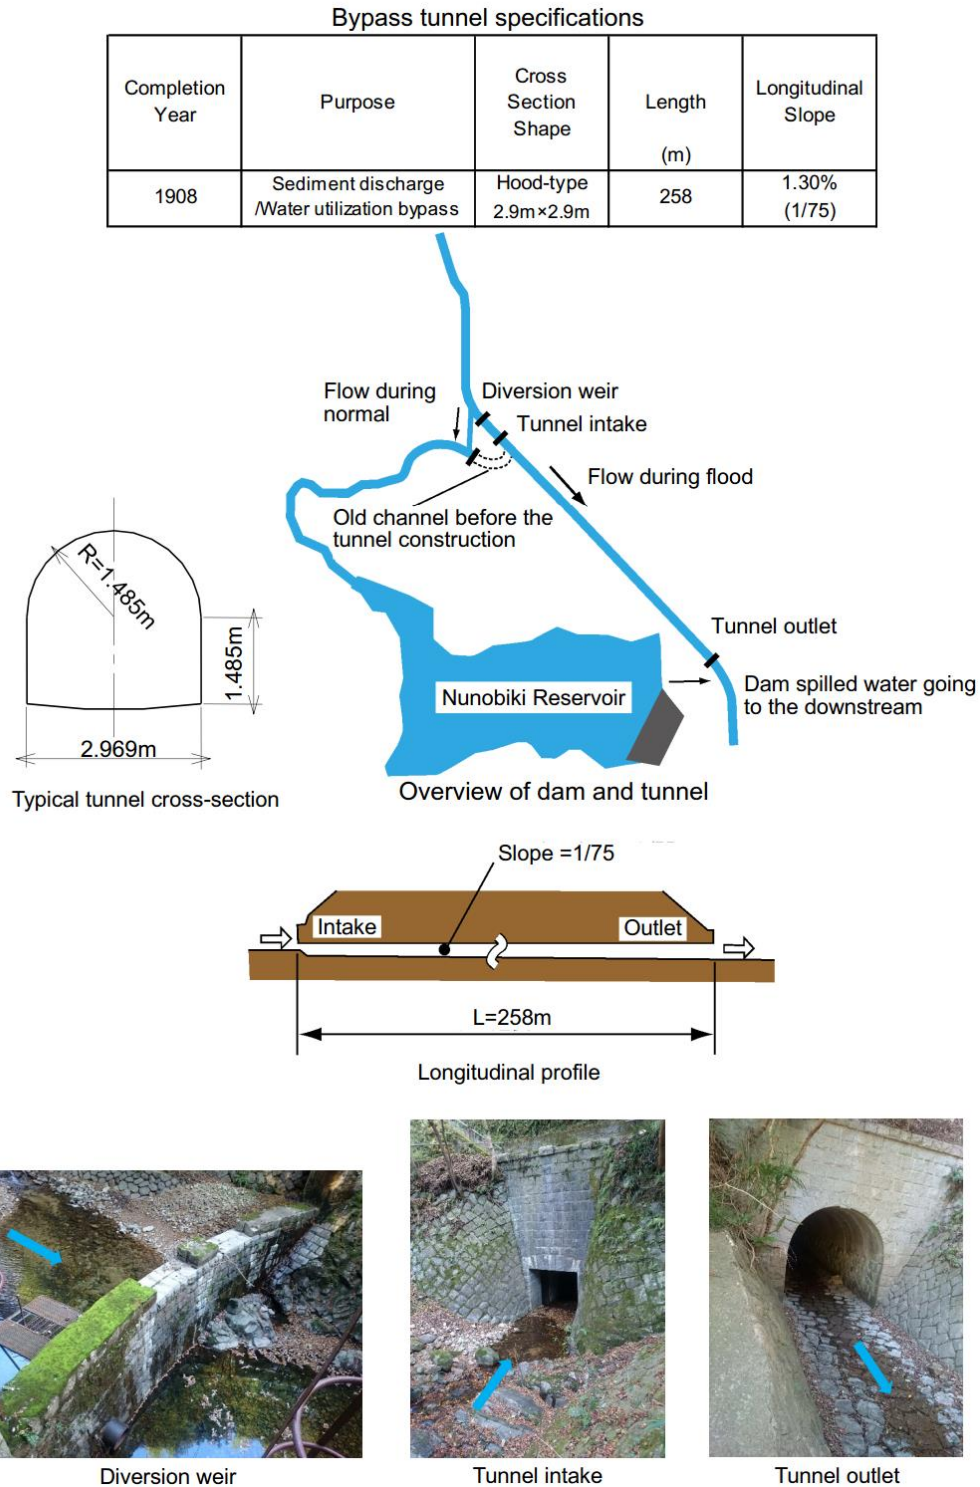 Bypass tunnel specifications
Completion
Year
Purpose
Cross
Section
Shape
Length
(m)
Longitudinal
Slope
1908
Sediment discharge
/Water utilization bypass
Hood-type
2.9m×2.9m
258
1.30%
(1/75)
Flow during
normal
Diversion weir
Tunnel intake
Flow during flood
Old channel before the
tunnel construction
R=1.485m
1.485m
2.969m
Typical tunnel cross-section
Tunnel outlet
Nunobiki Reservoir
Dam spilled water going
to the downstream
Overview of dam and tunnel
Slope =1/75
Intake
Outlet
L=258m
Longitudinal profile
Diversion weir
Tunnel intake
Tunnel outlet